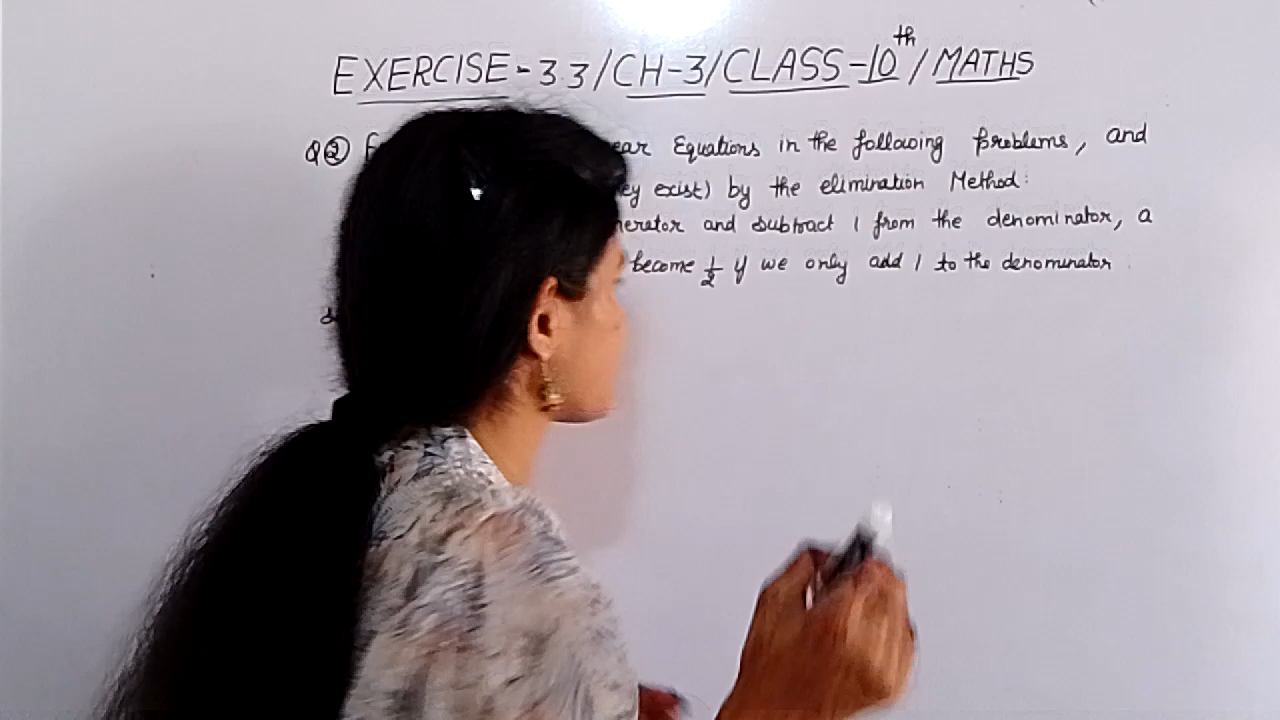 EXERCISE - 3.3 / CH-3 / CLASS-10th / MATHS
Q② ear Equations in the following problems, and
ey exist) by the elimination Method:
nerator and subtract 1 from the denominator, a
become 1/2 if we only add 1 to the denominator